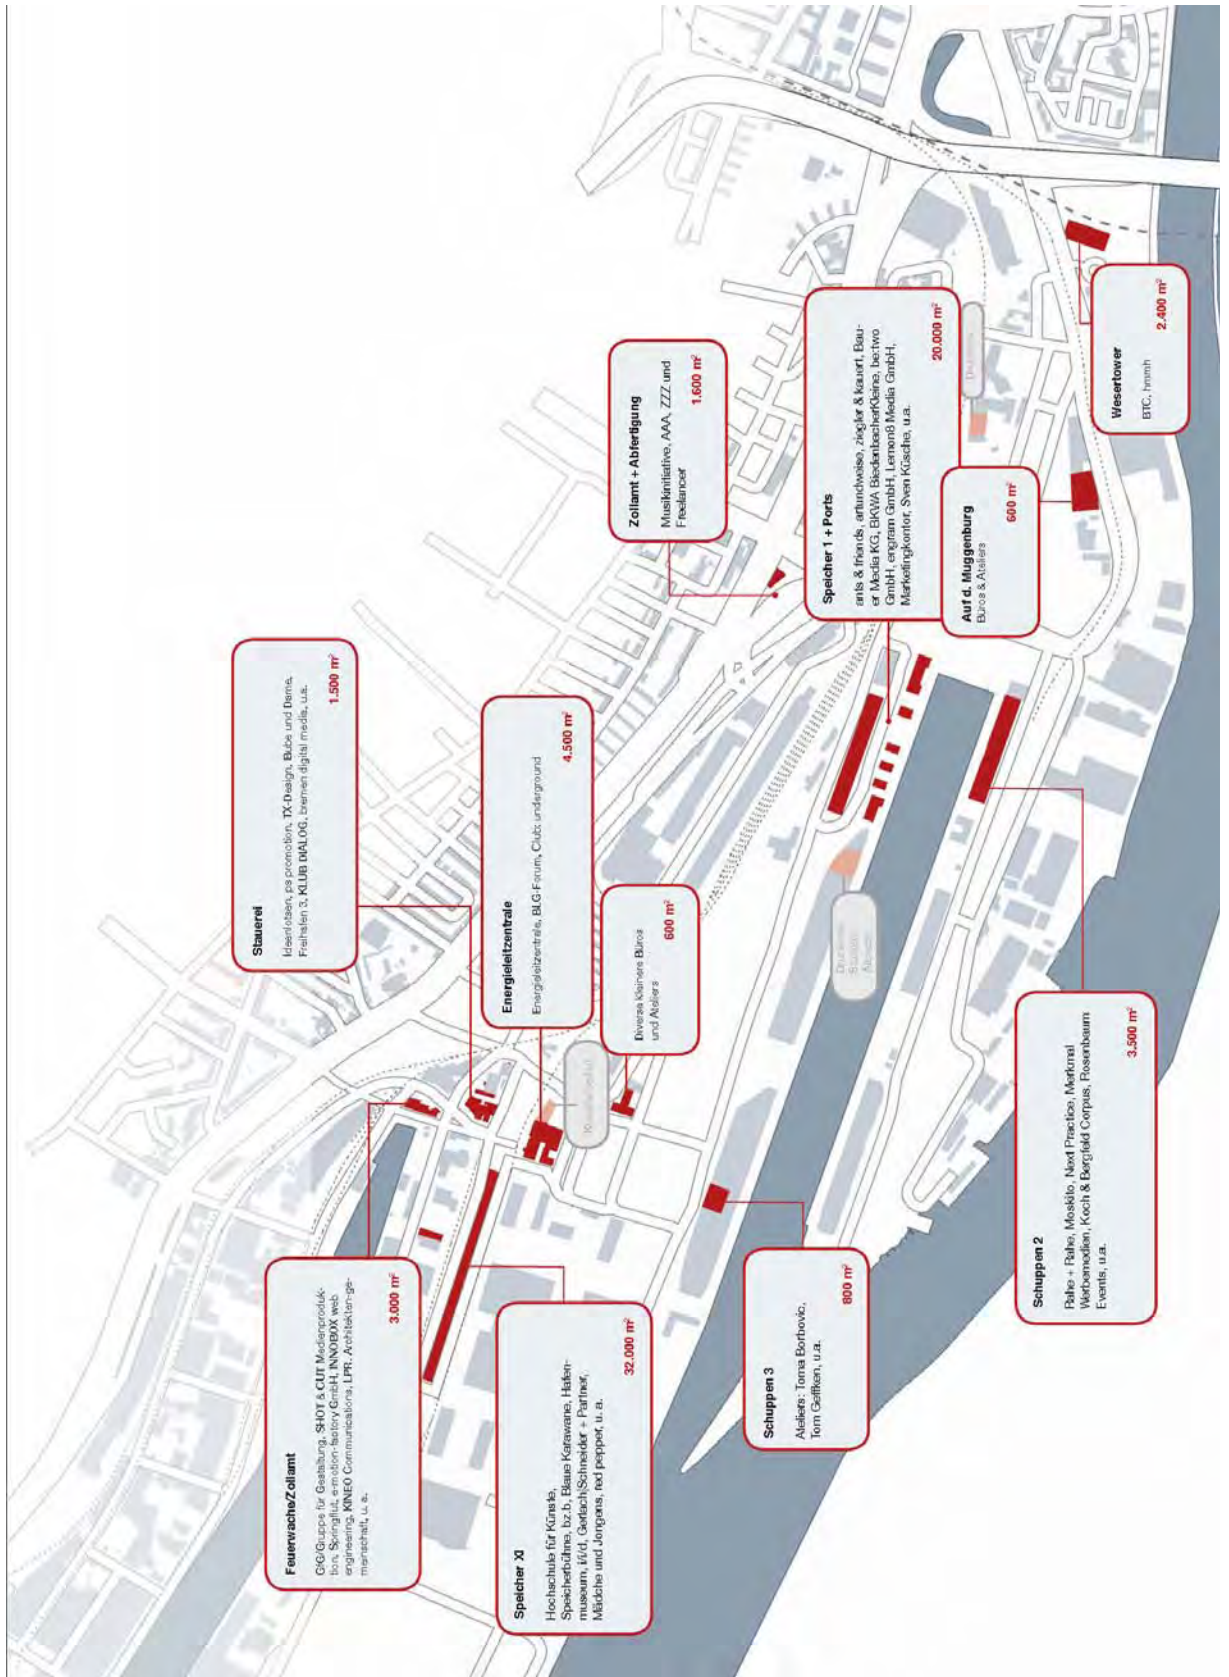 Feuerwache/Zollamt
GfG/Gruppe für Gestaltung, SHOT & CUT Medienproduk-
tion, Springflut, e-motion-factory GmbH, INNOBOX web
engineering, KINEO Communications, LPR, Architekten-ge-
meinschaft, u. a.
3.000 m²
Stauerei
Ideenlotsen, ps promotion, TX-Design, Bube und Dame,
Freihafen 3, KLUB DIALOG, bremen digital media, u.a.
1.500 m²
Speicher XI
Hochschule für Künste,
Speicherbühne, bz.b, Blaue Karawane, Hafen-
museum, i/i/d, Gerlach|Schneider + Partner,
Mädche und Jongens, red pepper, u. a.
32.000 m²
Energieleitzentrale
Energieleitzentrale, BLG-Forum, Club: underground
4.500 m²
Diverse kleinere Büros
und Ateliers
600 m²
Zollamt + Abfertigung
Musikinitiative, AAA, ZZZ und
Freelancer
1.600 m²
Schuppen 3
Ateliers: Toma Borbovic,
Tom Geffken, u.a.
800 m²
Speicher 1 + Ports
ants & friends, artundweise, ziegler & kauert, Bau-
er Media KG, BKWA BiedenbacherKleine, be:two
GmbH, engram GmbH, Lemon8 Media GmbH,
Marketingkontor, Sven Küsche, u.a.
20.000 m²
Auf d. Muggenburg
Büros & Ateliers
600 m²
Schuppen 2
Rahe + Rahe, Moskito, Next Practice, Merkmal
Werbemedien, Koch & Bergfeld Corpus, Rosenbaum
Events, u.a.
3.500 m²
Wesertower
BTC, hmmh
2.400 m²